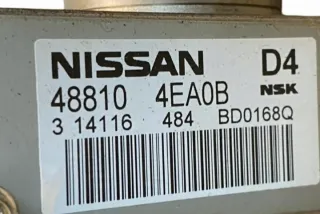 NISSAN D4
48810 4EA0B NSK
3 14116 484 BD0168Q